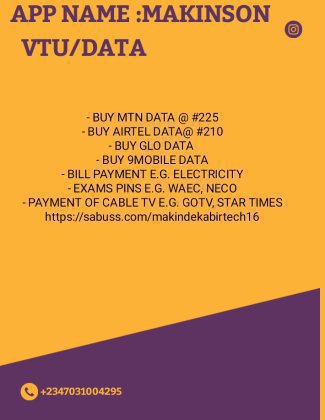 APP NAME :MAKINSON
VTU/DATA
- BUY MTN DATA @ #225
- BUY AIRTEL DATA@ #210
- BUY GLO DATA
- BUY 9MOBILE DATA
- BILL PAYMENT E.G. ELECTRICITY
- EXAMS PINS E.G. WAEC, NECO
- PAYMENT OF CABLE TV E.G. GOTV, STAR TIMES
https://sabuss.com/makindekabirtech16
+2347031004295